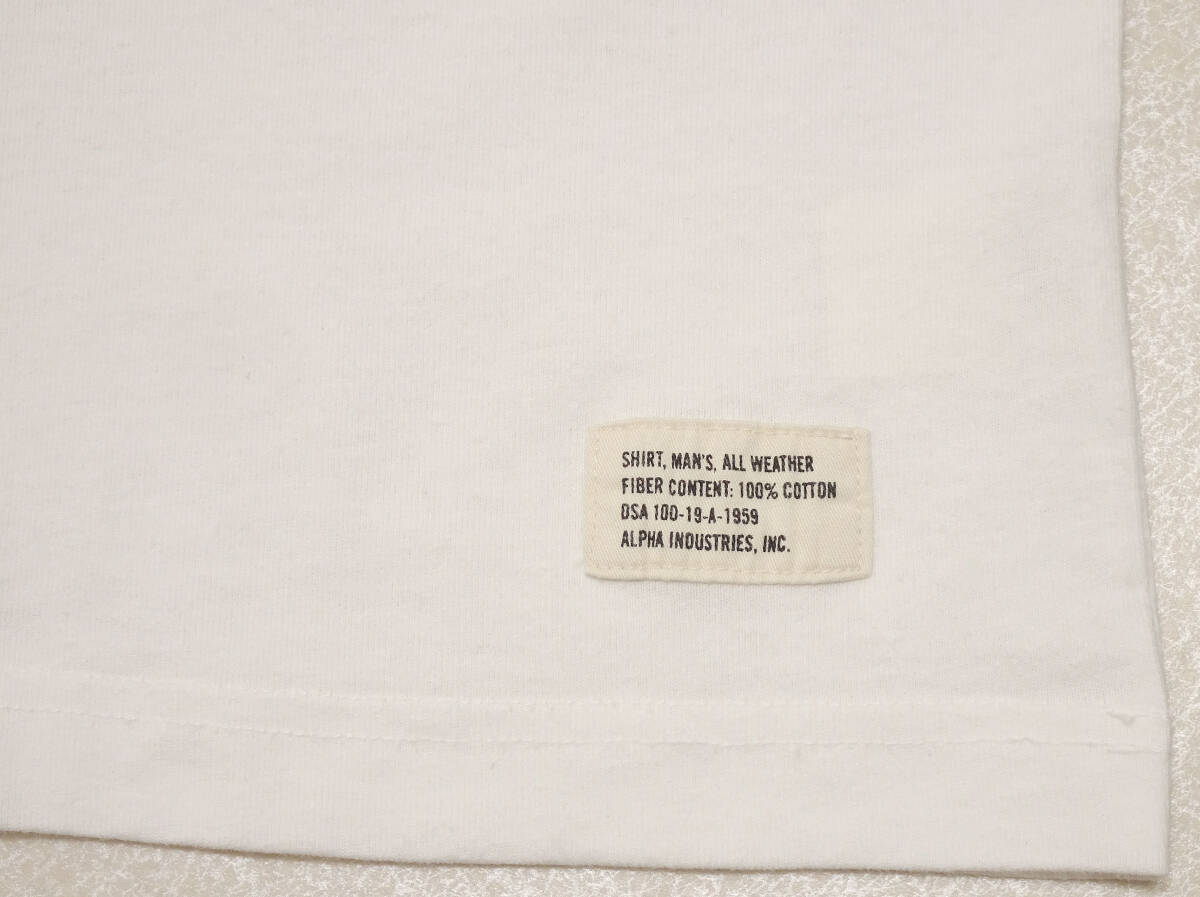 SHIRT, MAN'S, ALL WEATHER
FIBER CONTENT: 100% COTTON
DSA 100-19-A-1959
ALPHA INDUSTRIES, INC.